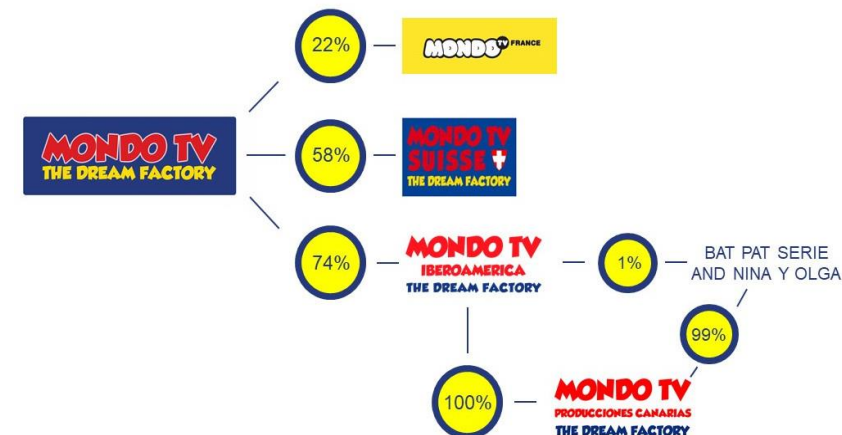 22%
MONDO TV FRANCE
MONDO TV
THE DREAM FACTORY
58%
MONDO TV
SUISSE
THE DREAM FACTORY
74%
MONDO TV
IBEROAMERICA
THE DREAM FACTORY
1%
BAT PAT SERIE
AND NINA Y OLGA
99%
100%
MONDO TV
PRODUCCIONES CANARIAS
THE DREAM FACTORY